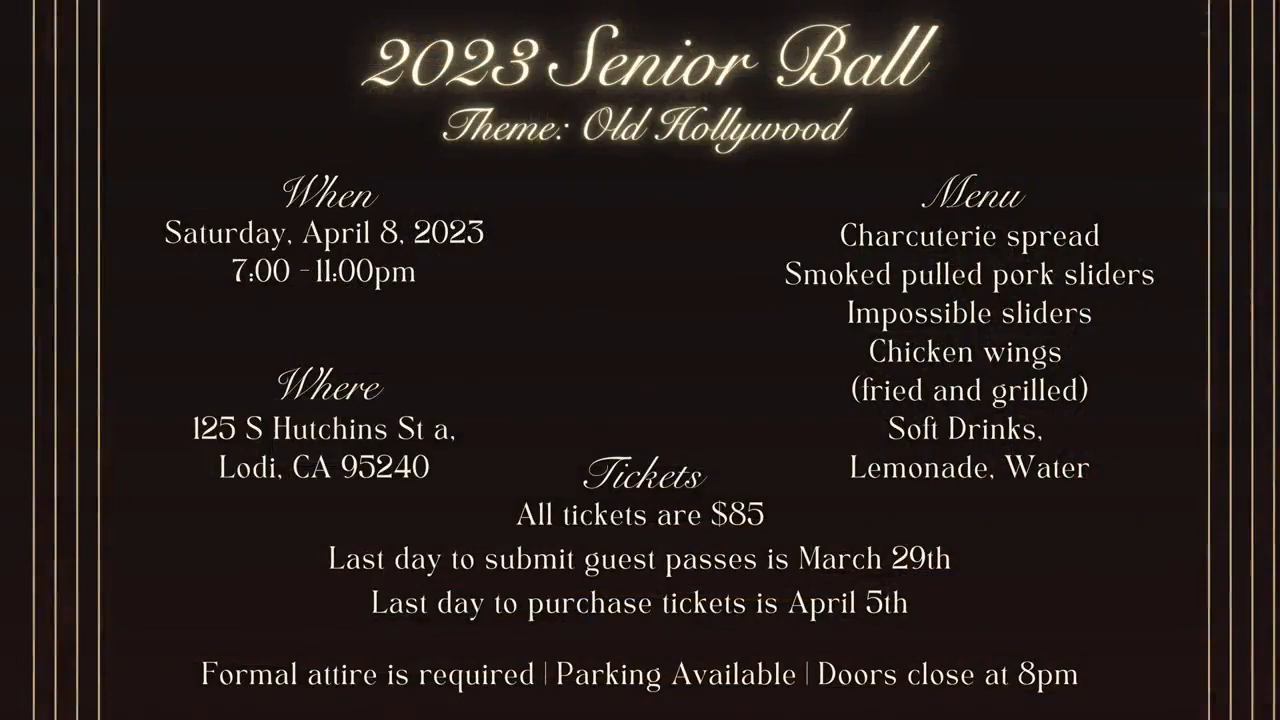 2023 Senior Ball
Theme: Old Hollywood
When
Saturday, April 8, 2023
7:00 - 11:00pm
Where
125 S Hutchins St a,
Lodi, CA 95240
Menu
Charcuterie spread
Smoked pulled pork sliders
Impossible sliders
Chicken wings
(fried and grilled)
Soft Drinks,
Lemonade, Water
Tickets
All tickets are $85
Last day to submit guest passes is March 29th
Last day to purchase tickets is April 5th
Formal attire is required | Parking Available | Doors close at 8pm